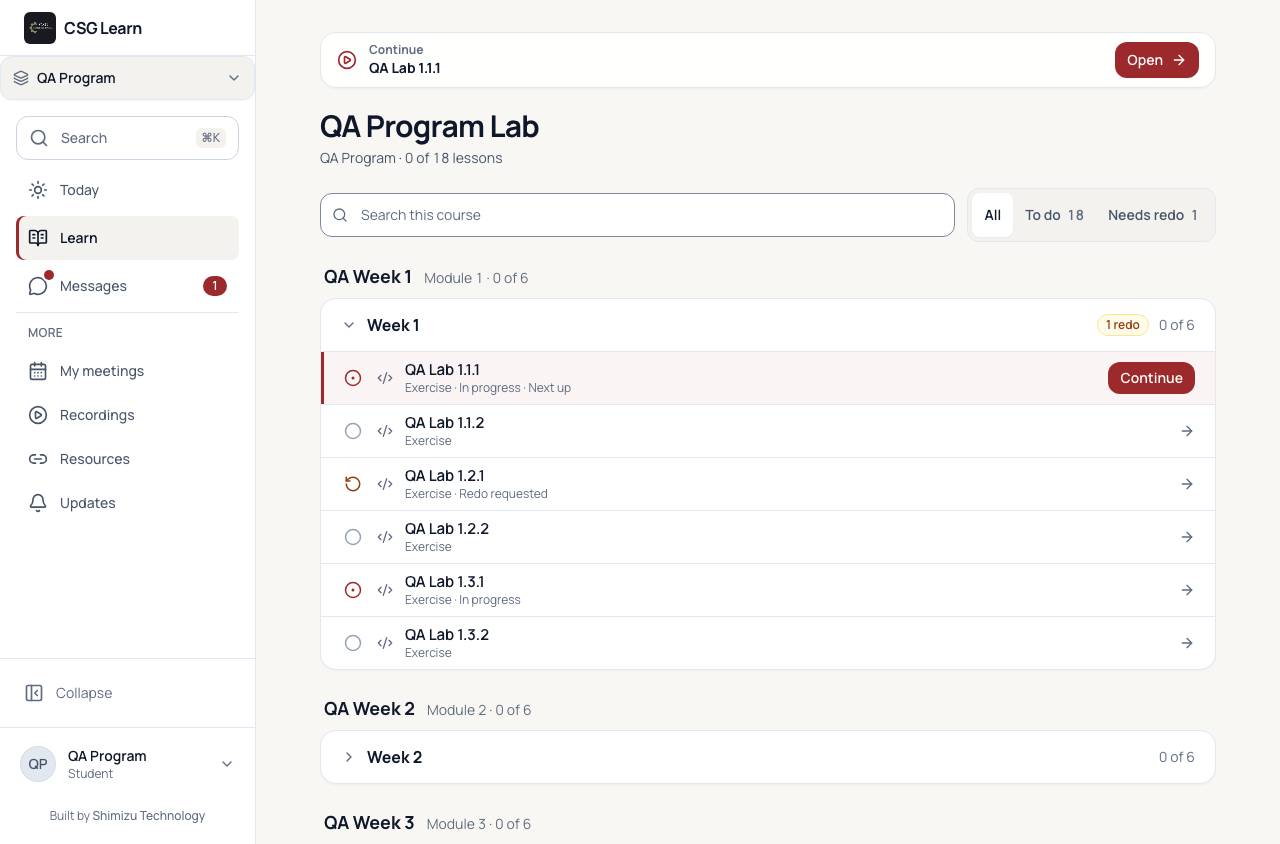 CSG Learn
QA Program
Search ⌘K
Today
Learn
Messages 1
MORE
My meetings
Recordings
Resources
Updates
Collapse
QP
QA Program
Student
Built by Shimizu Technology
Continue
QA Lab 1.1.1
Open
QA Program Lab
QA Program · 0 of 18 lessons
Search this course
All To do 18 Needs redo 1
QA Week 1 Module 1 · 0 of 6
Week 1 1 redo 0 of 6
QA Lab 1.1.1
Exercise · In progress · Next up
Continue
QA Lab 1.1.2
Exercise
QA Lab 1.2.1
Exercise · Redo requested
QA Lab 1.2.2
Exercise
QA Lab 1.3.1
Exercise · In progress
QA Lab 1.3.2
Exercise
QA Week 2 Module 2 · 0 of 6
Week 2 0 of 6
QA Week 3 Module 3 · 0 of 6